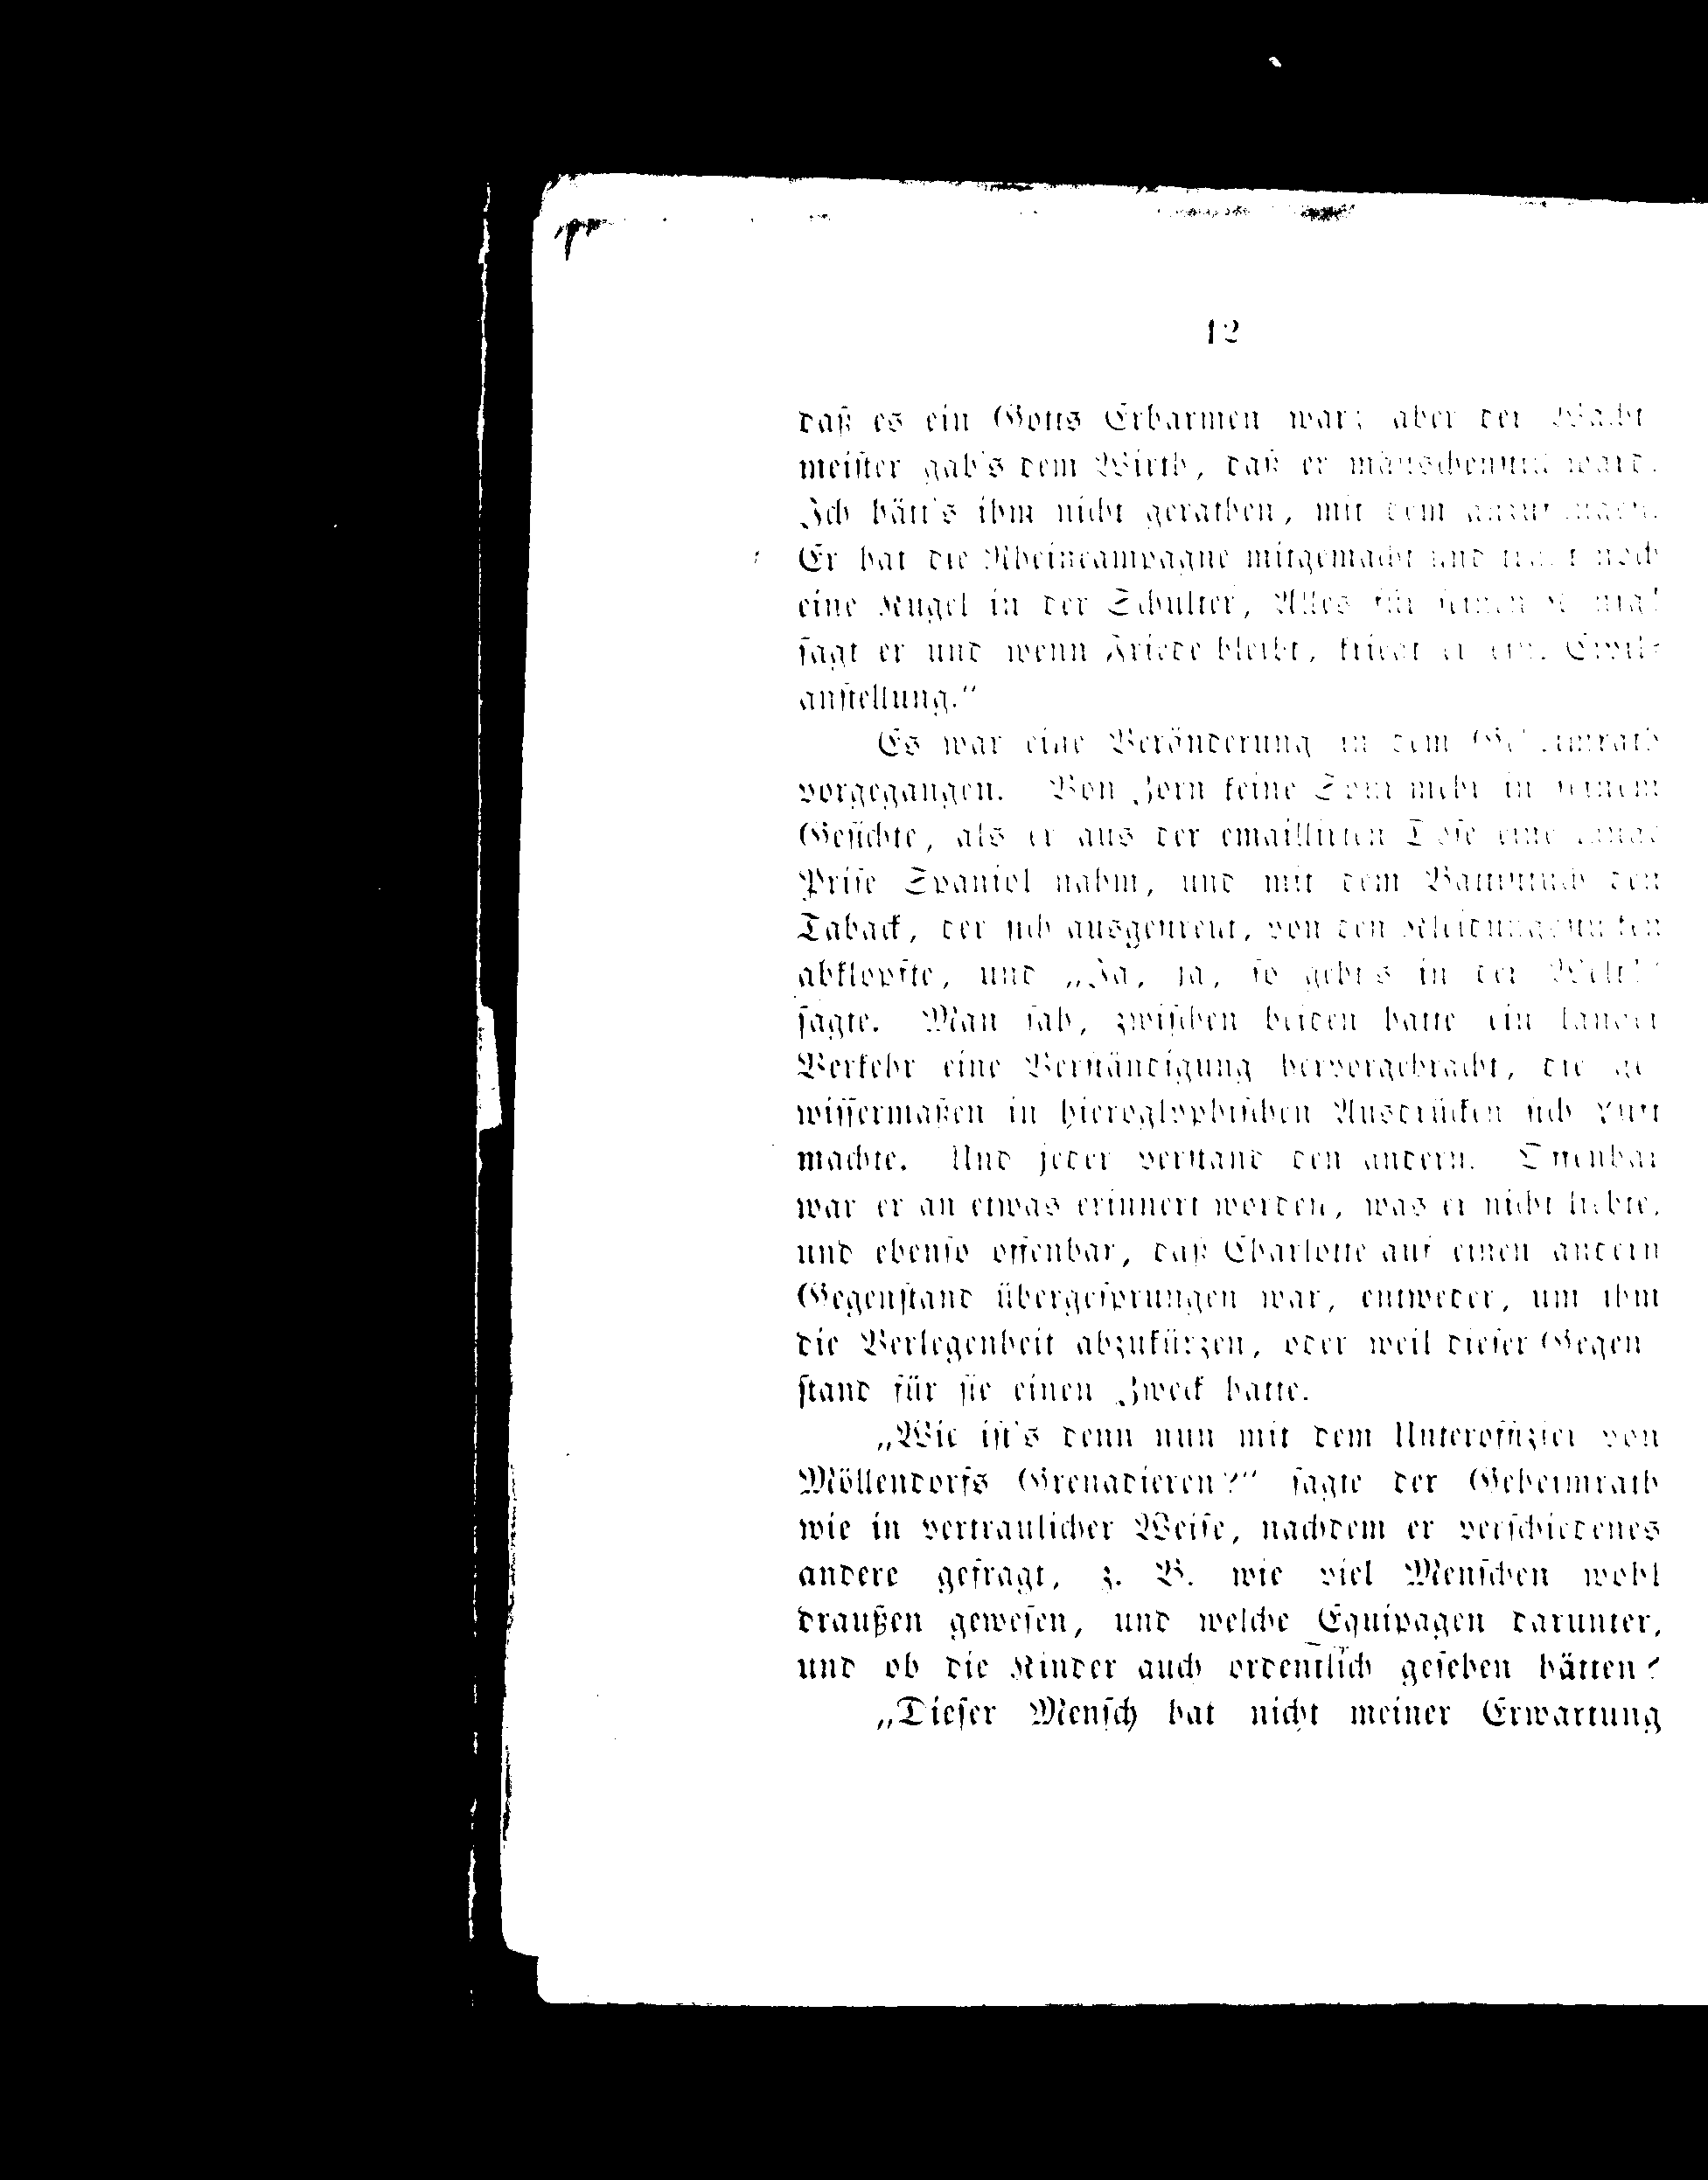 12
daß es ein Gotts Erbarmen war; aber der Wacht
meister gab's dem Wirth, daß er mäuschenstill ward.
Ich hätt's ihm nicht gerathen, mit dem anzufangen.
Er hat die Rheincampagne mitgemacht und trägt noch
eine Kugel in der Schulter, Alles für seinen
sagt er und wenn Friede bleibt, kriegt er ein. Civil-
anstellung.“
Es war eine Veränderung in dem Geheimrath
vorgegangen. Von Zorn keine Spur mehr in seinem
Gesichte, als er aus der emaillirten Dose eine
Prise Spaniol nahm, und mit dem Battisttuch den
Taback, der sich ausgestreut, von den Kleidungsstücken
abklopfte, und „Ja, ja, so geht's in der Welt!“
sagte. Man sah, zwischen beiden hatte ein langer
Verkehr eine Verständigung hervorgebracht, die ge
wissermaßen in hieroglyphischen Ausdrücken sich Luft
machte. Und jeder verstand den andern. Offenbar
war er an etwas erinnert worden, was er nicht liebte,
und ebenso offenbar, daß Charlotte auf einen andern
Gegenstand übergesprungen war, entweder, um ihm
die Verlegenheit abzukürzen, oder weil dieser Gegen
stand für sie einen Zweck hatte.
„Wie ist's denn nun mit dem Unteroffizier von
Möllendorfs Grenadieren?“ sagte der Geheimrath
wie in vertraulicher Weise, nachdem er verschiedenes
andere gefragt, z. B. wie viel Menschen wohl
draußen gewesen, und welche Equipagen darunter,
und ob die Kinder auch ordentlich gesehen hätten?
„Dieser Mensch hat nicht meiner Erwartung